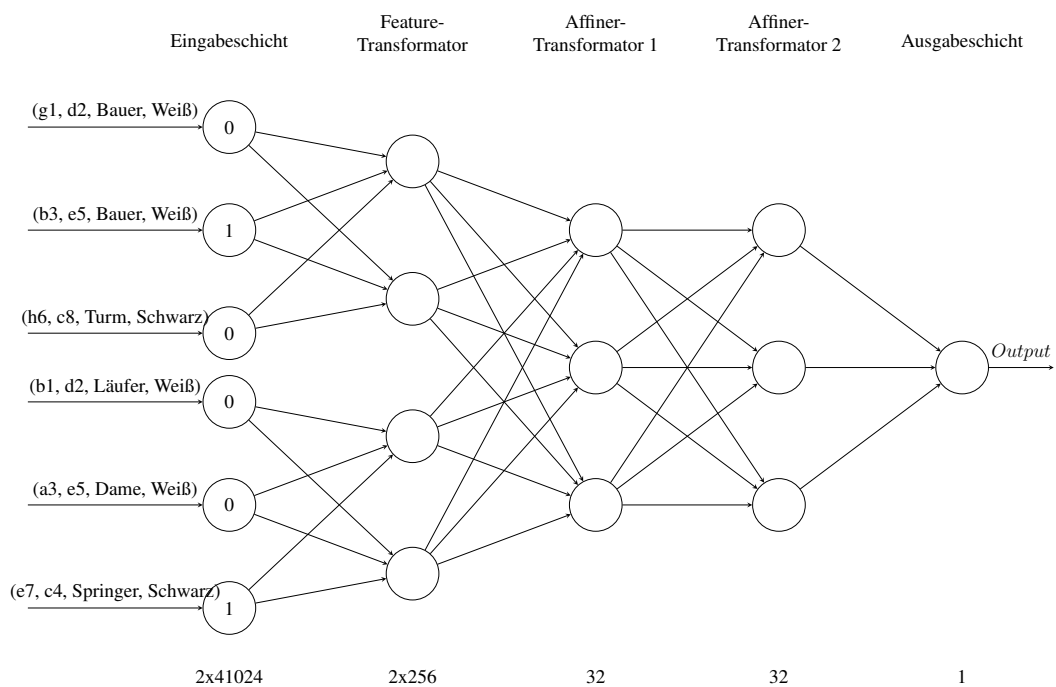 Eingabeschicht
Feature-
Transformator
Affiner-
Transformator 1
Affiner-
Transformator 2
Ausgabeschicht
(g1, d2, Bauer, Weiß)
0
(b3, e5, Bauer, Weiß)
1
(h6, c8, Turm, Schwarz)
0
(b1, d2, Läufer, Weiß)
0
(a3, e5, Dame, Weiß)
0
(e7, c4, Springer, Schwarz)
1
Output
2x41024
2x256
32
32
1